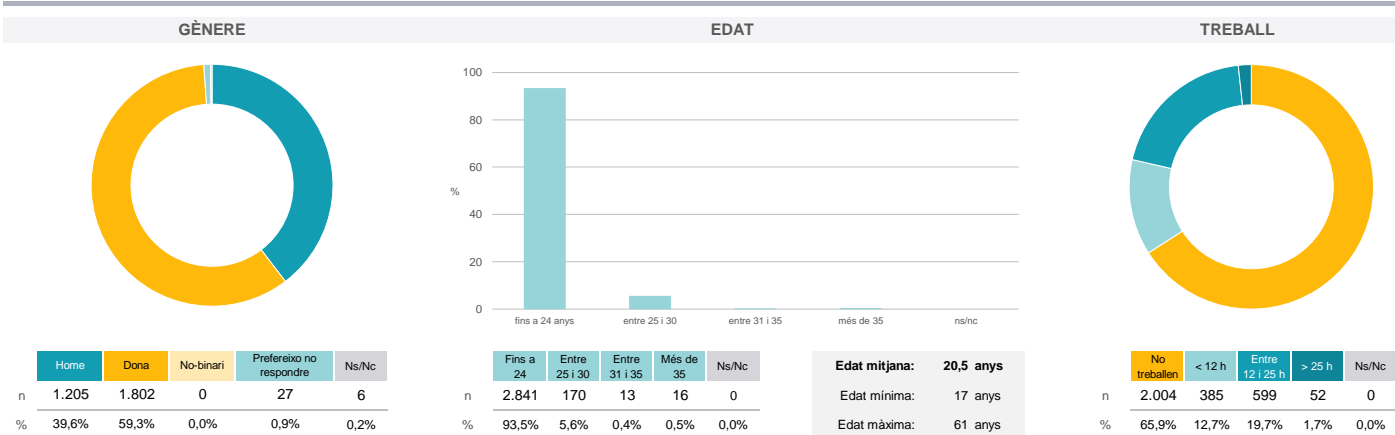 GÈNERE
EDAT
TREBALL
100
80
60
%
40
20
0
fins a 24 anys entre 25 i 30 entre 31 i 35 més de 35 ns/nc
Home Dona No-binari Prefereixo no respondre Ns/Nc
n 1.205 1.802 0 27 6
% 39,6% 59,3% 0,0% 0,9% 0,2%
Fins a 24 Entre 25 i 30 Entre 31 i 35 Més de 35 Ns/Nc
n 2.841 170 13 16 0
% 93,5% 5,6% 0,4% 0,5% 0,0%
Edat mitjana: 20,5 anys
Edat mínima: 17 anys
Edat màxima: 61 anys
No treballen < 12 h Entre 12 i 25 h > 25 h Ns/Nc
n 2.004 385 599 52 0
% 65,9% 12,7% 19,7% 1,7% 0,0%